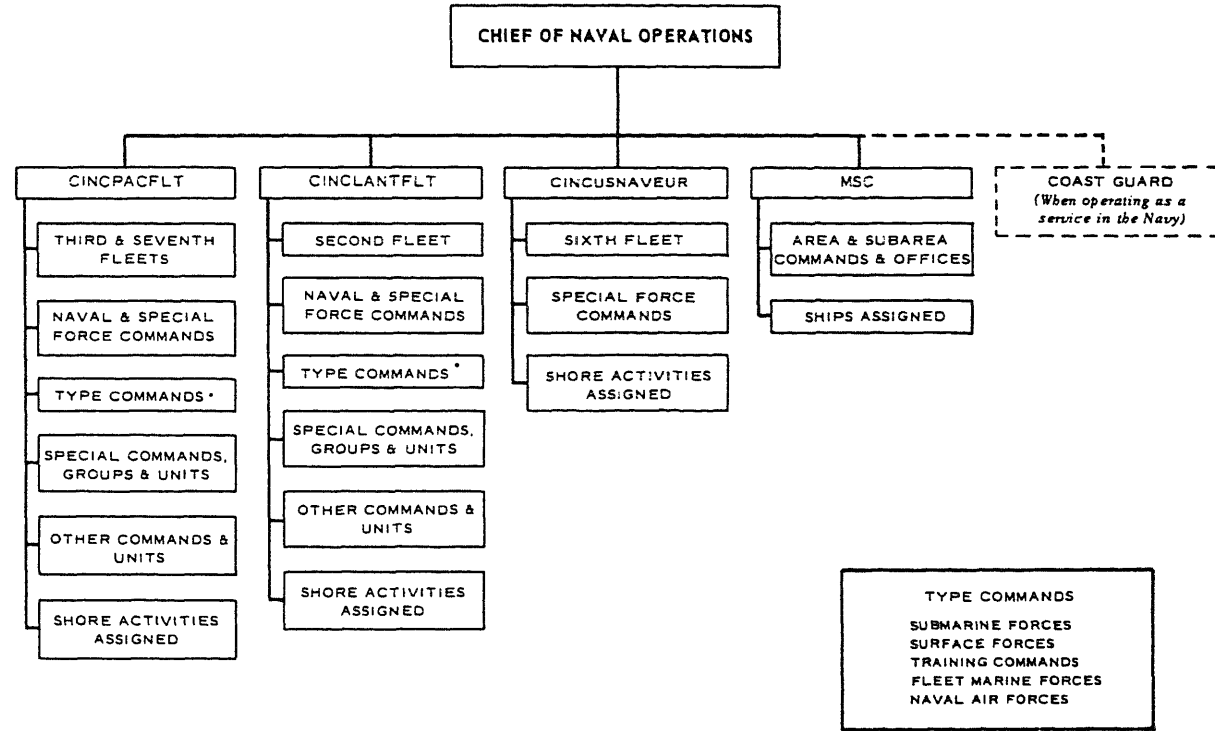 CHIEF OF NAVAL OPERATIONS
CINCPACFLT
THIRD & SEVENTH
FLEETS
NAVAL & SPECIAL
FORCE COMMANDS
TYPE COMMANDS*
SPECIAL COMMANDS,
GROUPS & UNITS
OTHER COMMANDS &
UNITS
SHORE ACTIVITIES
ASSIGNED
CINCLANTFLT
SECOND FLEET
NAVAL & SPECIAL
FORCE COMMANDS
TYPE COMMANDS*
SPECIAL COMMANDS,
GROUPS & UNITS
OTHER COMMANDS &
UNITS
SHORE ACTIVITIES
ASSIGNED
CINCUSNAVEUR
SIXTH FLEET
SPECIAL FORCE
COMMANDS
SHORE ACTIVITIES
ASSIGNED
MSC
AREA & SUBAREA
COMMANDS & OFFICES
SHIPS ASSIGNED
COAST GUARD
(When operating as a
service in the Navy)
TYPE COMMANDS
SUBMARINE FORCES
SURFACE FORCES
TRAINING COMMANDS
FLEET MARINE FORCES
NAVAL AIR FORCES